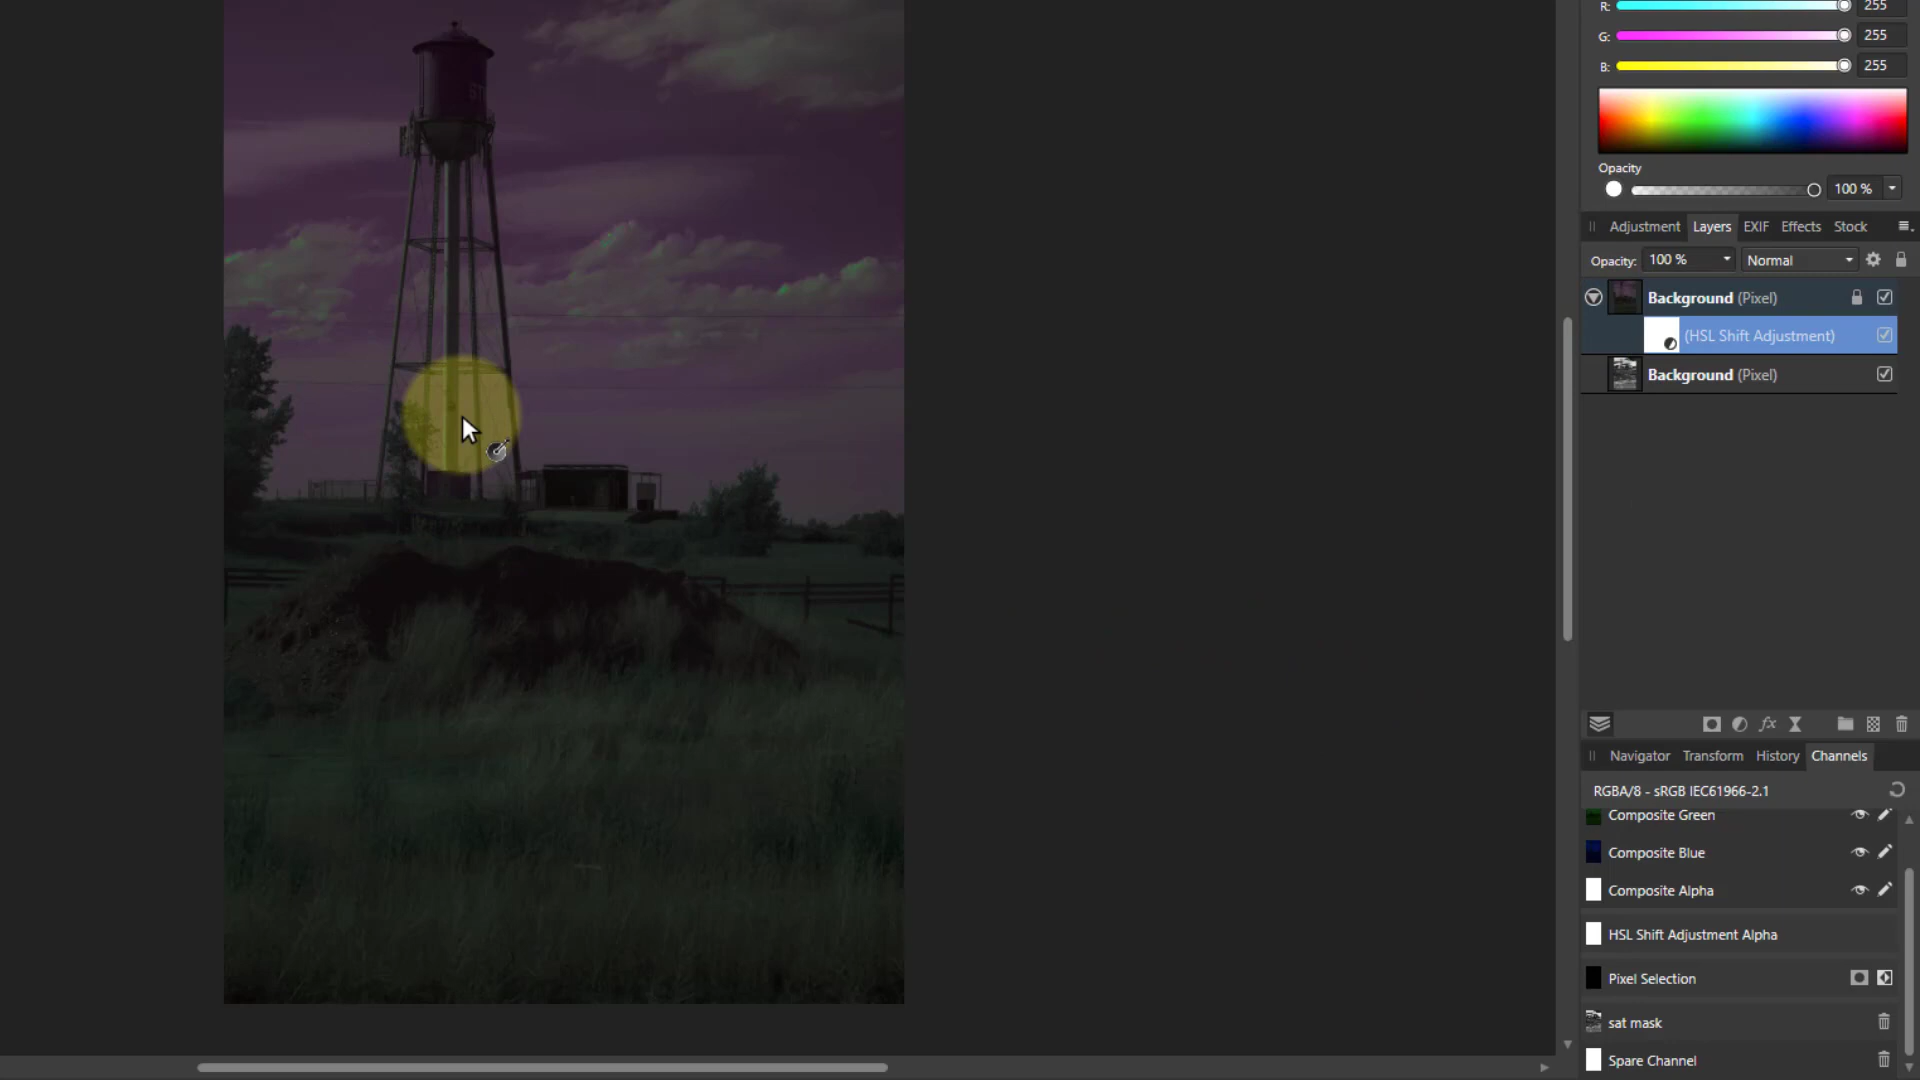 R: 255
G: 255
B: 255
Opacity
100 %
Adjustment Layers EXIF Effects Stock
Opacity: 100 % Normal
Background (Pixel)
(HSL Shift Adjustment)
Background (Pixel)
fx
Navigator Transform History Channels
RGBA/8 - sRGB IEC61966-2.1
Composite Green
Composite Blue
Composite Alpha
HSL Shift Adjustment Alpha
Pixel Selection
sat mask
Spare Channel